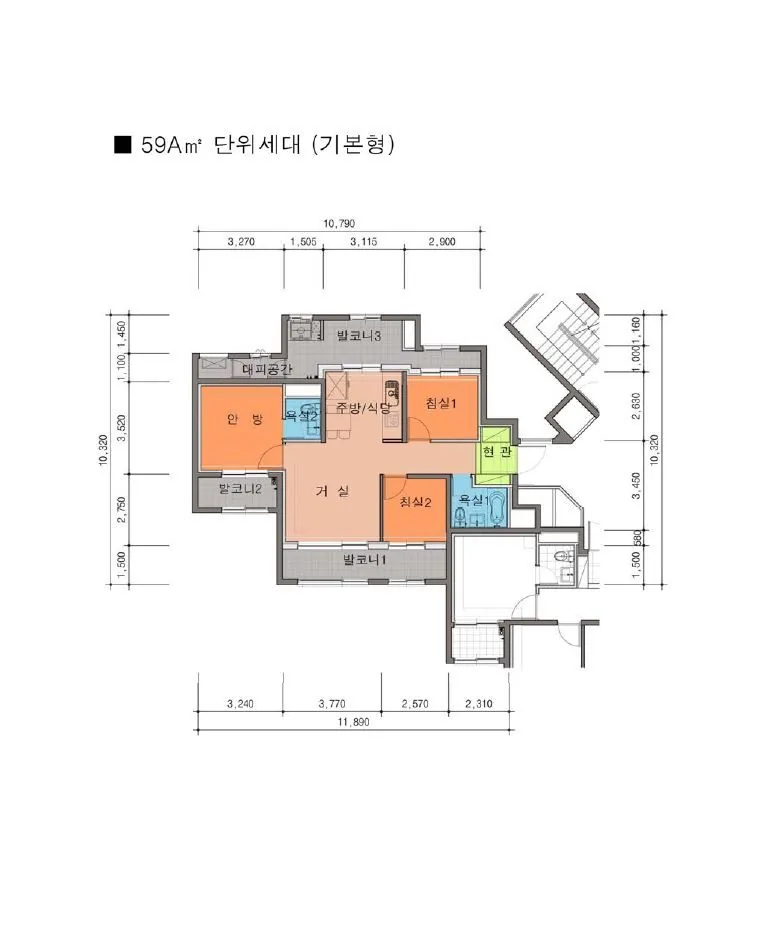 ■ 59A㎡ 단위세대 (기본형)
10,790
3,270 1,505 3,115 2,900
1,450
1,100
3,520
2,750
1,500
10,320
1,160
1,000
2,630
3,450
580
1,500
10,320
발코니3
대피공간
주방/식당
침실1
안 방
욕실2
현 관
발코니2
거 실
침실2
욕실1
발코니1
3,240 3,770 2,570 2,310
11,890